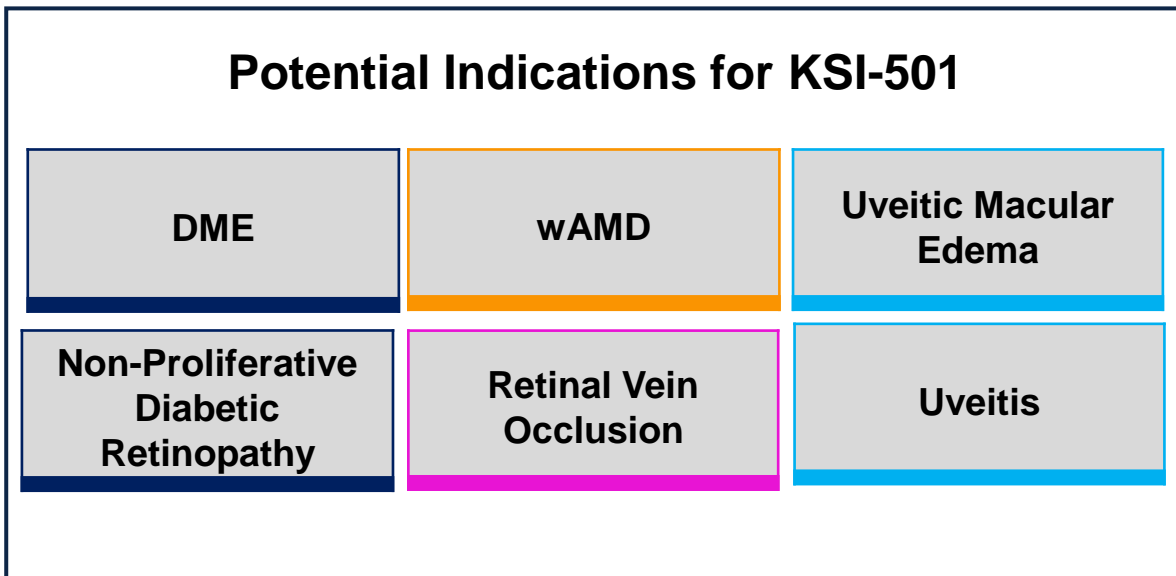 Potential Indications for KSI-501
DME
wAMD
Uveitic Macular
Edema
Non-Proliferative
Diabetic
Retinopathy
Retinal Vein
Occlusion
Uveitis